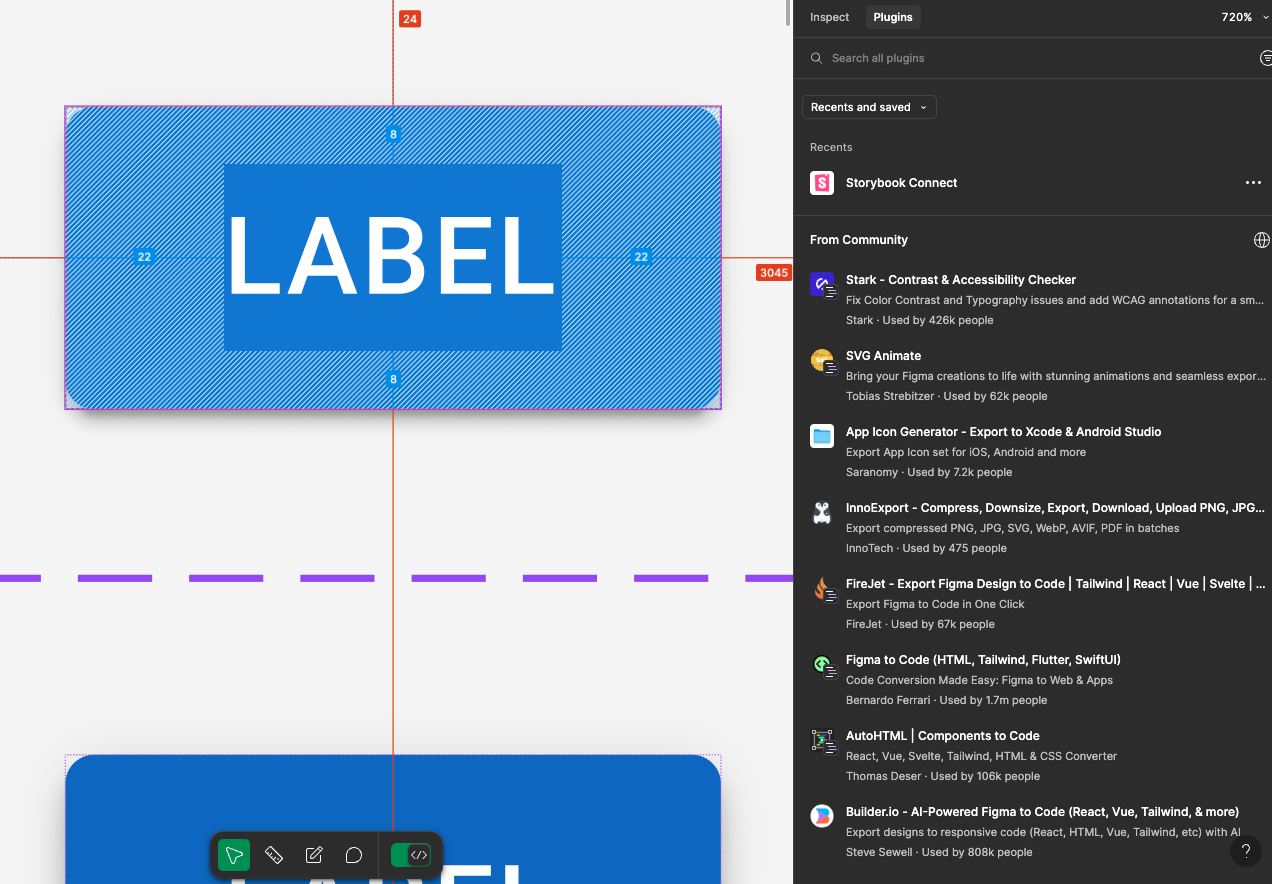 24
8
LABEL
22
22
3045
8
LABEL
Inspect
Plugins
720%
Search all plugins
Recents and saved
Recents
Storybook Connect
From Community
Stark - Contrast & Accessibility Checker
Fix Color Contrast and Typography issues and add WCAG annotations for a sm...
Stark · Used by 426k people
SVG Animate
Bring your Figma creations to life with stunning animations and seamless expor...
Tobias Strebitzer · Used by 62k people
App Icon Generator - Export to Xcode & Android Studio
Export App Icon set for iOS, Android and more
Saranomy · Used by 7.2k people
InnoExport - Compress, Downsize, Export, Download, Upload PNG, JPG...
Export compressed PNG, JPG, SVG, WebP, AVIF, PDF in batches
InnoTech · Used by 475 people
FireJet - Export Figma Design to Code | Tailwind | React | Vue | Svelte | ...
Export Figma to Code in One Click
FireJet · Used by 67k people
Figma to Code (HTML, Tailwind, Flutter, SwiftUI)
Code Conversion Made Easy: Figma to Web & Apps
Bernardo Ferrari · Used by 1.7m people
AutoHTML | Components to Code
React, Vue, Svelte, Tailwind, HTML & CSS Converter
Thomas Deser · Used by 106k people
Builder.io - AI-Powered Figma to Code (React, Vue, Tailwind, & more)
Export designs to responsive code (React, HTML, Vue, Tailwind, etc) with AI
Steve Sewell · Used by 808k people
?